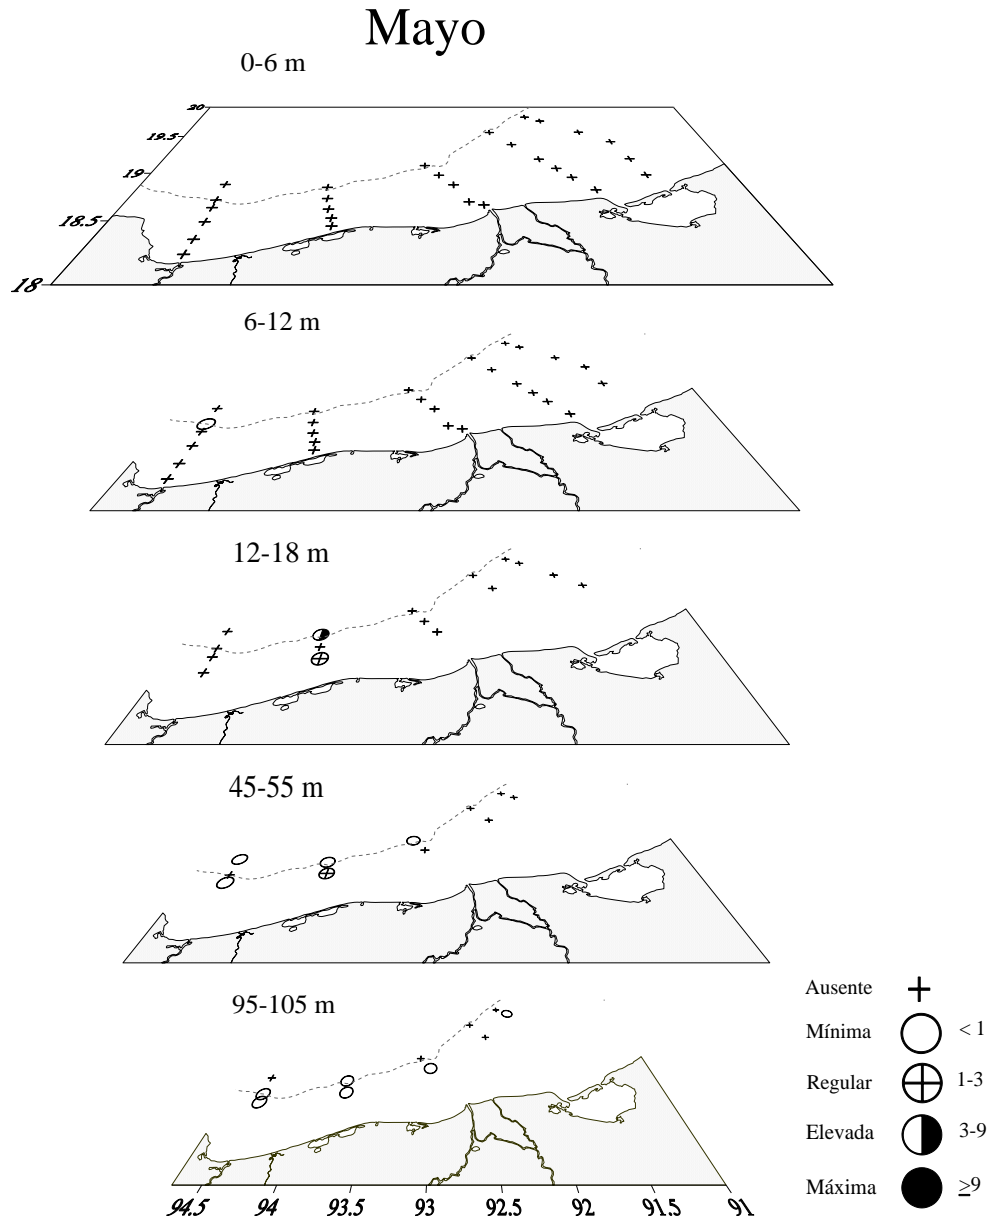 Mayo
0-6 m
20
19.5
19
18.5
18
6-12 m
12-18 m
45-55 m
95-105 m
Ausente
Mínima < 1
Regular 1-3
Elevada 3-9
Máxima ≥9
94.5 94 93.5 93 92.5 92 91.5 91